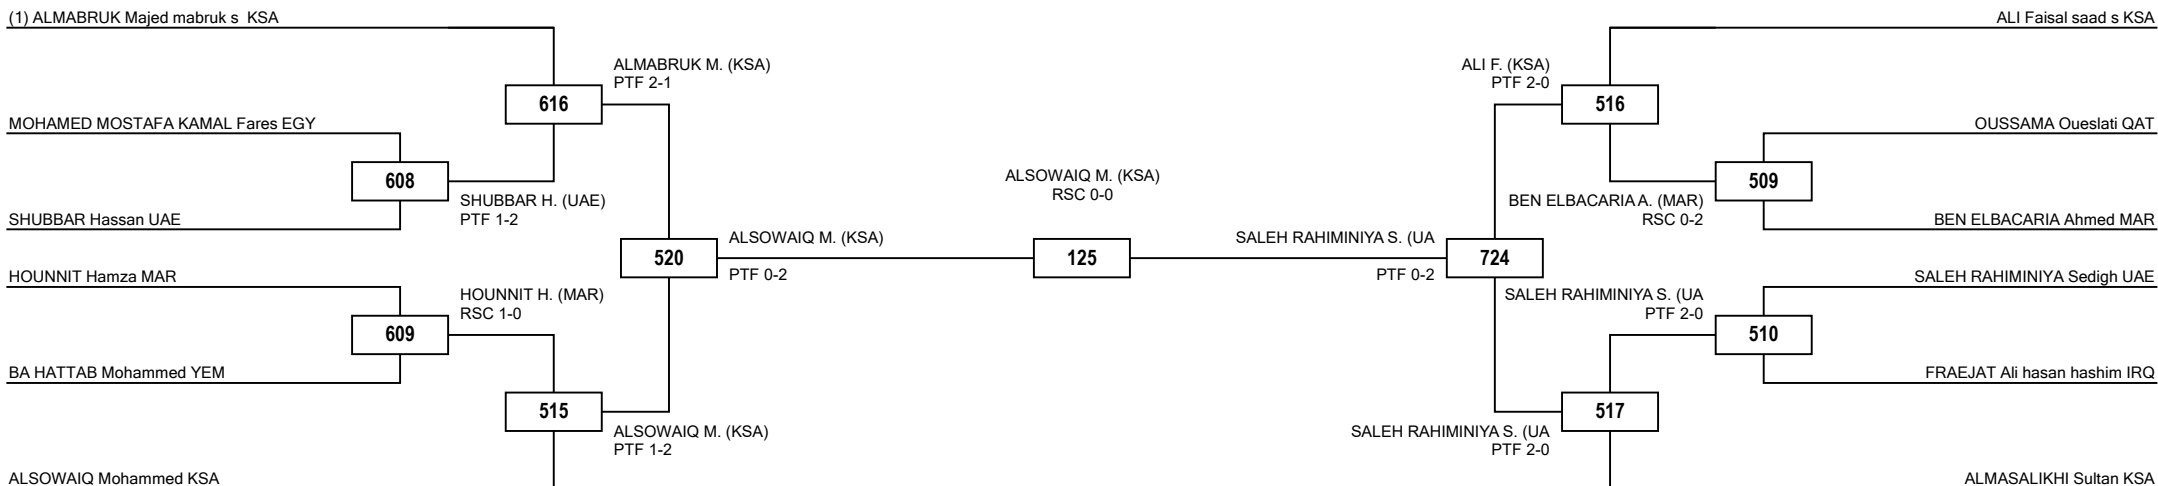 (1) ALMABRUK Majed mabruk s  KSA
ALI Faisal saad s KSA
ALMABRUK M. (KSA)
PTF 2-1
ALI F. (KSA)
PTF 2-0
616
516
MOHAMED MOSTAFA KAMAL Fares EGY
OUSSAMA Oueslati QAT
608
509
ALSOWAIQ M. (KSA)
RSC 0-0
SHUBBAR H. (UAE)
PTF 1-2
BEN ELBACARIA A. (MAR)
RSC 0-2
SHUBBAR Hassan UAE
BEN ELBACARIA Ahmed MAR
ALSOWAIQ M. (KSA)
PTF 0-2
SALEH RAHIMINIYA S. (UA
PTF 0-2
520
125
724
HOUNNIT Hamza MAR
SALEH RAHIMINIYA Sedigh UAE
HOUNNIT H. (MAR)
RSC 1-0
SALEH RAHIMINIYA S. (UA
PTF 2-0
609
510
BA HATTAB Mohammed YEM
FRAEJAT Ali hasan hashim IRQ
515
517
ALSOWAIQ M. (KSA)
PTF 1-2
SALEH RAHIMINIYA S. (UA
PTF 2-0
ALSOWAIQ Mohammed KSA
ALMASALIKHI Sultan KSA